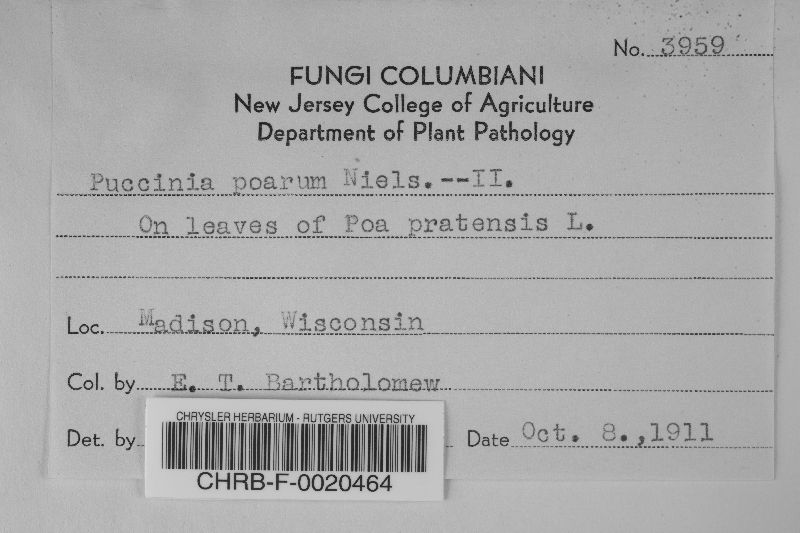 No. 3959
FUNGI COLUMBIANI
New Jersey College of Agriculture
Department of Plant Pathology
Puccinia poarum Niels.--II.
On leaves of Poa pratensis L.
Loc. Madison, Wisconsin
Col. by E. T. Bartholomew
Det. by
Date Oct. 8.,1911
CHRYSLER HERBARIUM - RUTGERS UNIVERSITY
CHRB-F-0020464